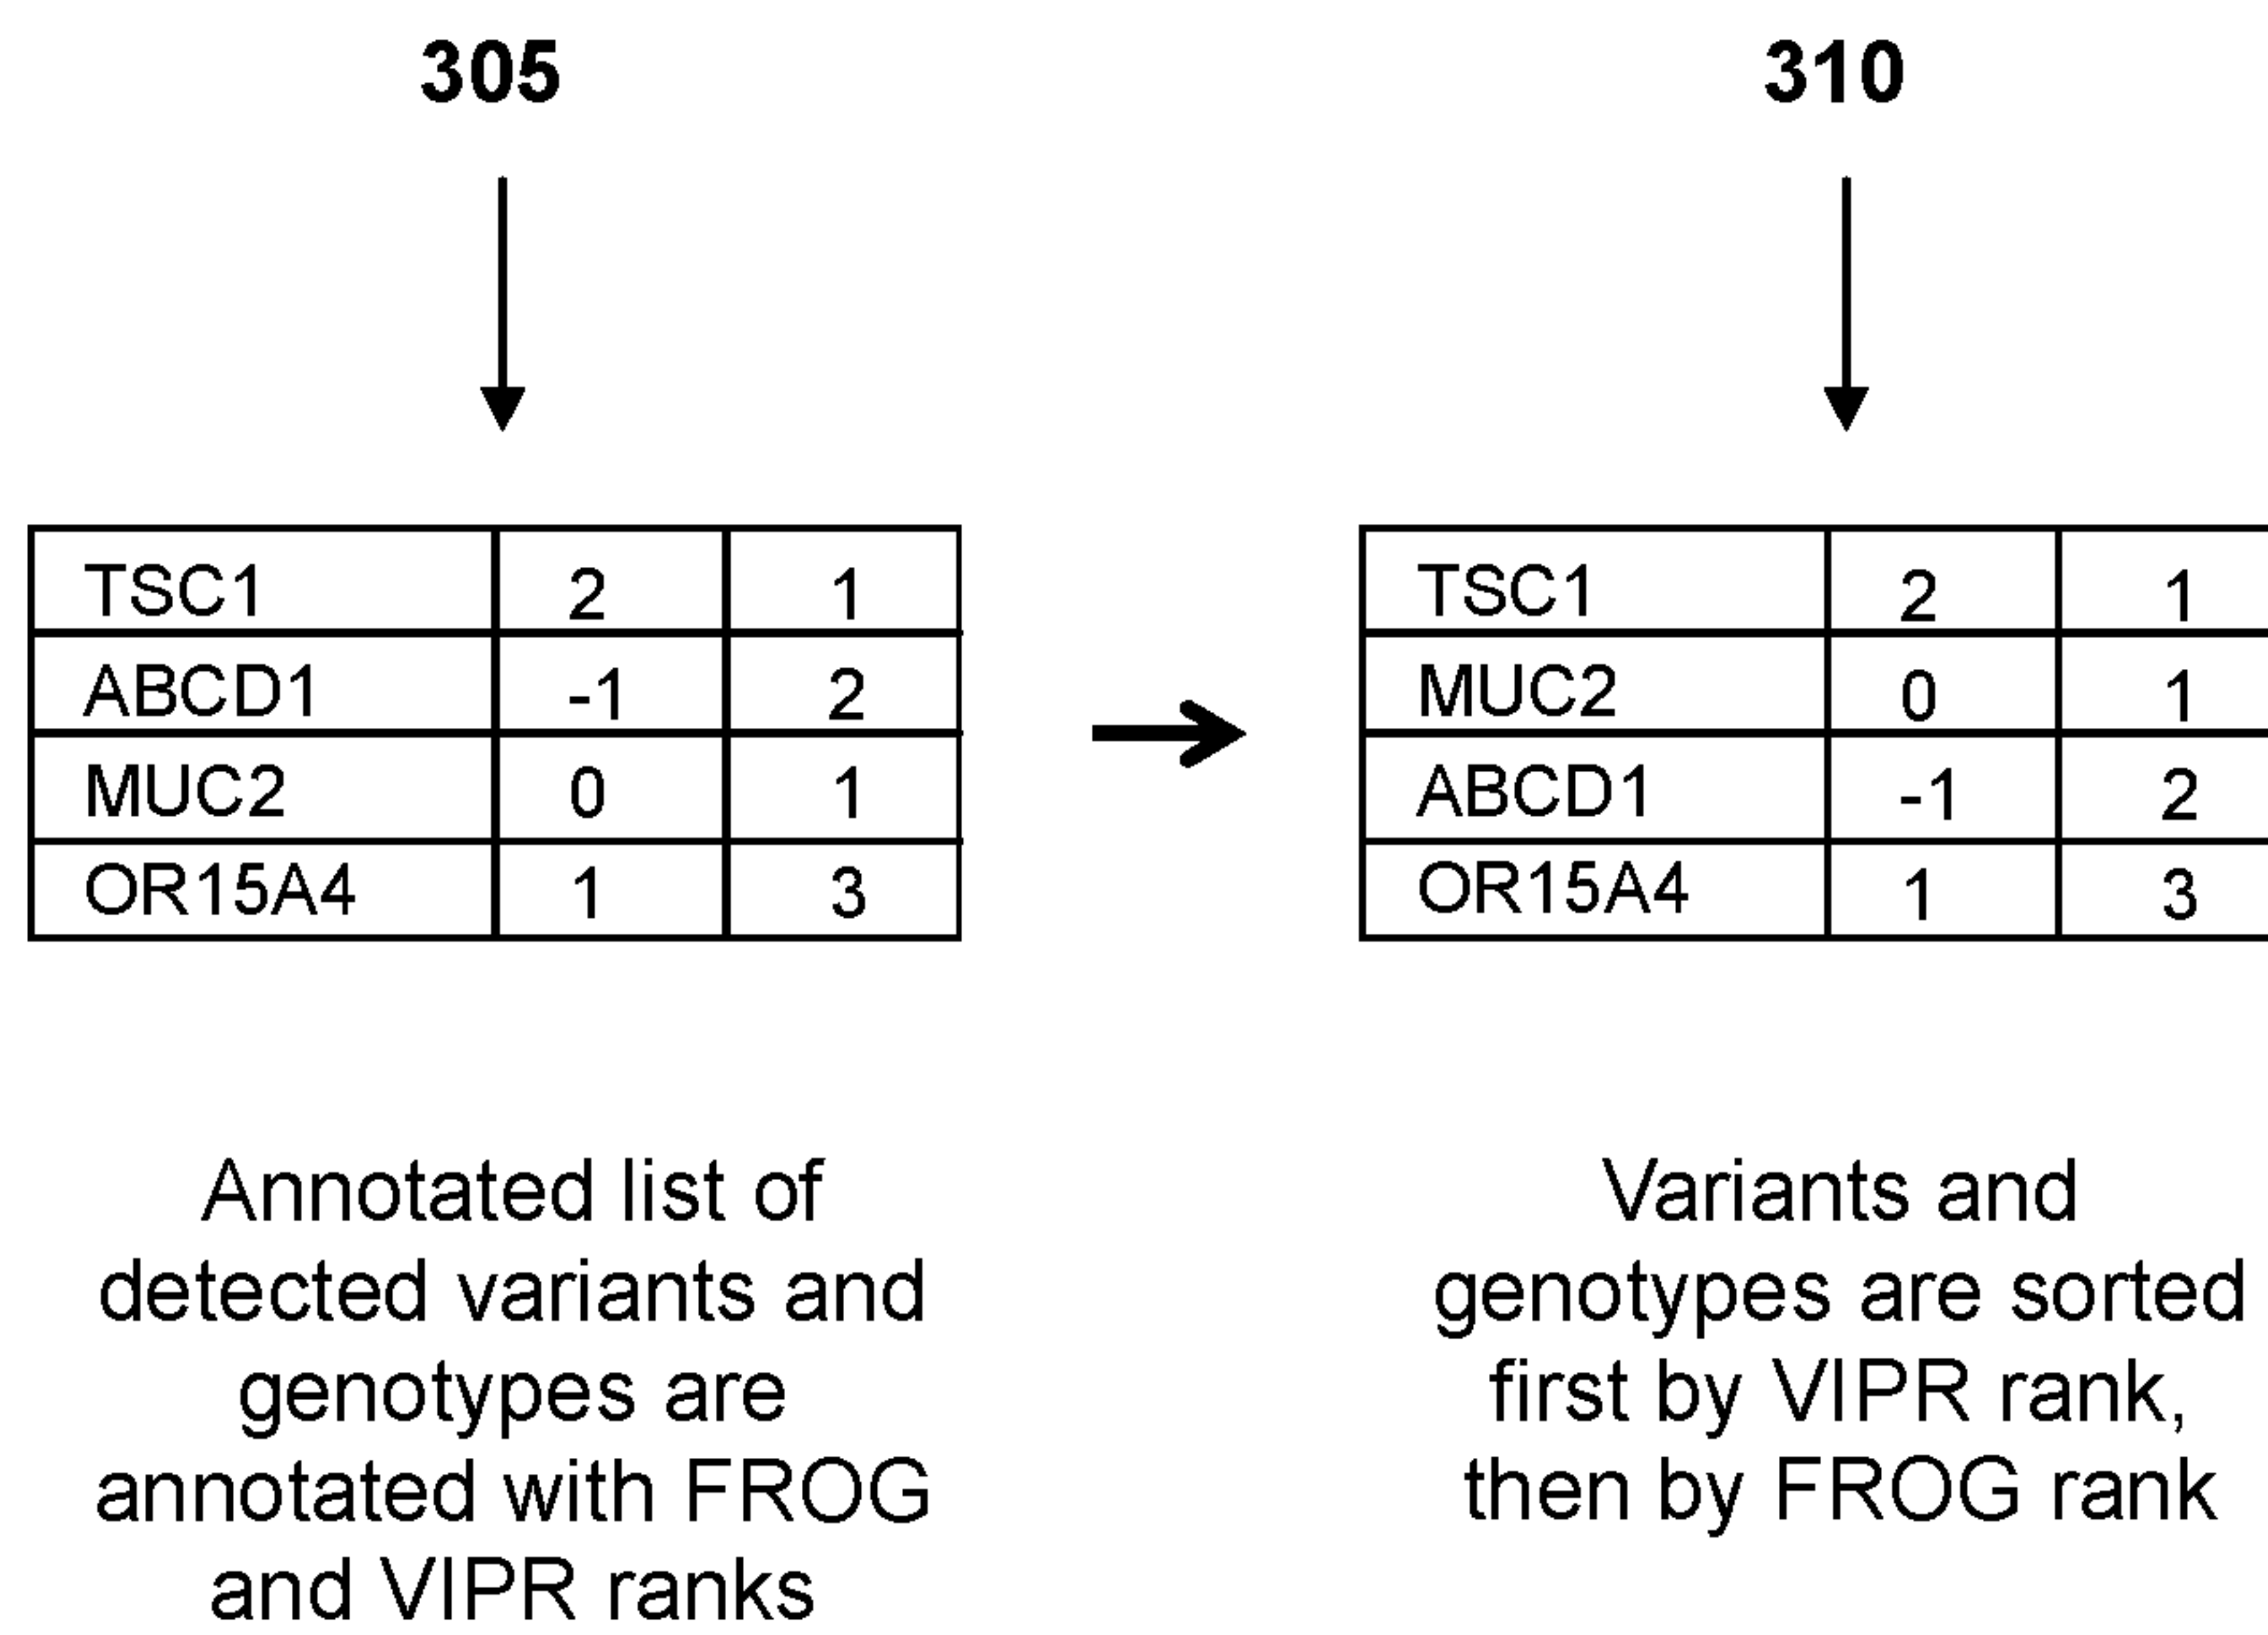 305
310
TSC1 2 1
ABCD1 -1 2
MUC2 0 1
OR15A4 1 3
TSC1 2 1
MUC2 0 1
ABCD1 -1 2
OR15A4 1 3
Annotated list of
detected variants and
genotypes are
annotated with FROG
and VIPR ranks
Variants and
genotypes are sorted
first by VIPR rank,
then by FROG rank